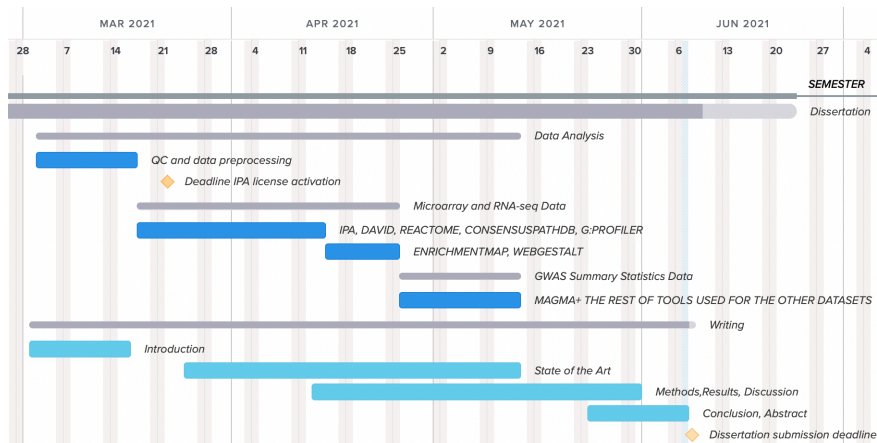 MAR 2021 APR 2021 MAY 2021 JUN 2021
28 7 14 21 28 4 11 18 25 2 9 16 23 30 6 13 20 27 4
SEMESTER
Dissertation
Data Analysis
QC and data preprocessing
Deadline IPA license activation
Microarray and RNA-seq Data
IPA, DAVID, REACTOME, CONSENSUSPATHDB, G:PROFILER
ENRICHMENTMAP, WEBGESTALT
GWAS Summary Statistics Data
MAGMA+ THE REST OF TOOLS USED FOR THE OTHER DATASETS
Writing
Introduction
State of the Art
Methods,Results, Discussion
Conclusion, Abstract
Dissertation submission deadline